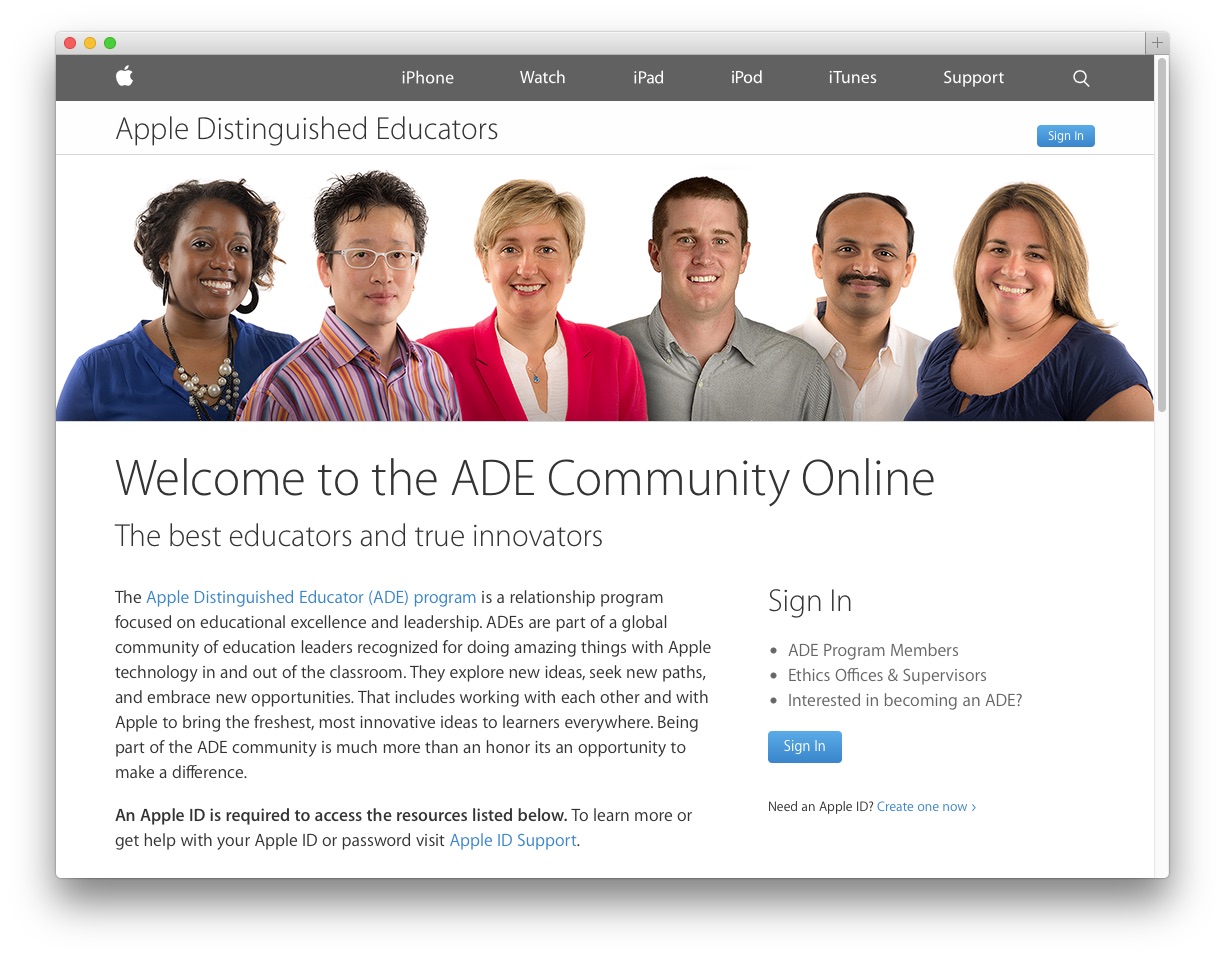 iPhone Watch iPad iPod iTunes Support
Apple Distinguished Educators
Sign In
Welcome to the ADE Community Online
The best educators and true innovators
The Apple Distinguished Educator (ADE) program is a relationship program
focused on educational excellence and leadership. ADEs are part of a global
community of education leaders recognized for doing amazing things with Apple
technology in and out of the classroom. They explore new ideas, seek new paths,
and embrace new opportunities. That includes working with each other and with
Apple to bring the freshest, most innovative ideas to learners everywhere. Being
part of the ADE community is much more than an honor its an opportunity to
make a difference.
An Apple ID is required to access the resources listed below. To learn more or
get help with your Apple ID or password visit Apple ID Support.
Sign In
• ADE Program Members
• Ethics Offices & Supervisors
• Interested in becoming an ADE?
Sign In
Need an Apple ID? Create one now ›